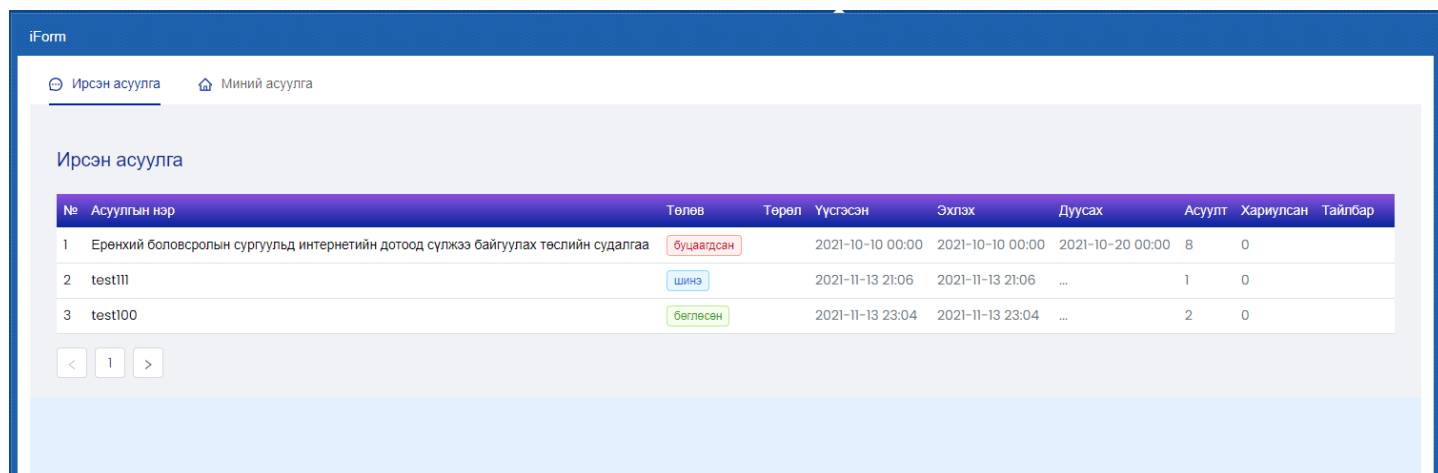 iForm
Ирсэн асуулга Миний асуулга
Ирсэн асуулга
№ Асуулгын нэр Төлөв Төрөл Үүсгэсэн Эхлэх Дуусах Асуулт Хариулсан Тайлбар
1 Ерөнхий боловсролын сургуульд интернетийн дотоод сүлжээ байгуулах төслийн судалгаа буцаагдсан 2021-10-10 00:00 2021-10-10 00:00 2021-10-20 00:00 8 0
2 test111 шинэ 2021-11-13 21:06 2021-11-13 21:06 ... 1 0
3 test100 бөглөсөн 2021-11-13 23:04 2021-11-13 23:04 ... 2 0
< 1 >